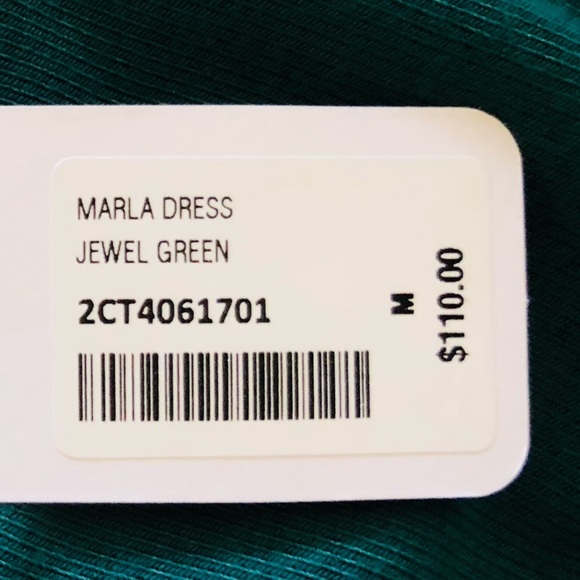 MARLA DRESS
JEWEL GREEN
2CT4061701
M
$110.00